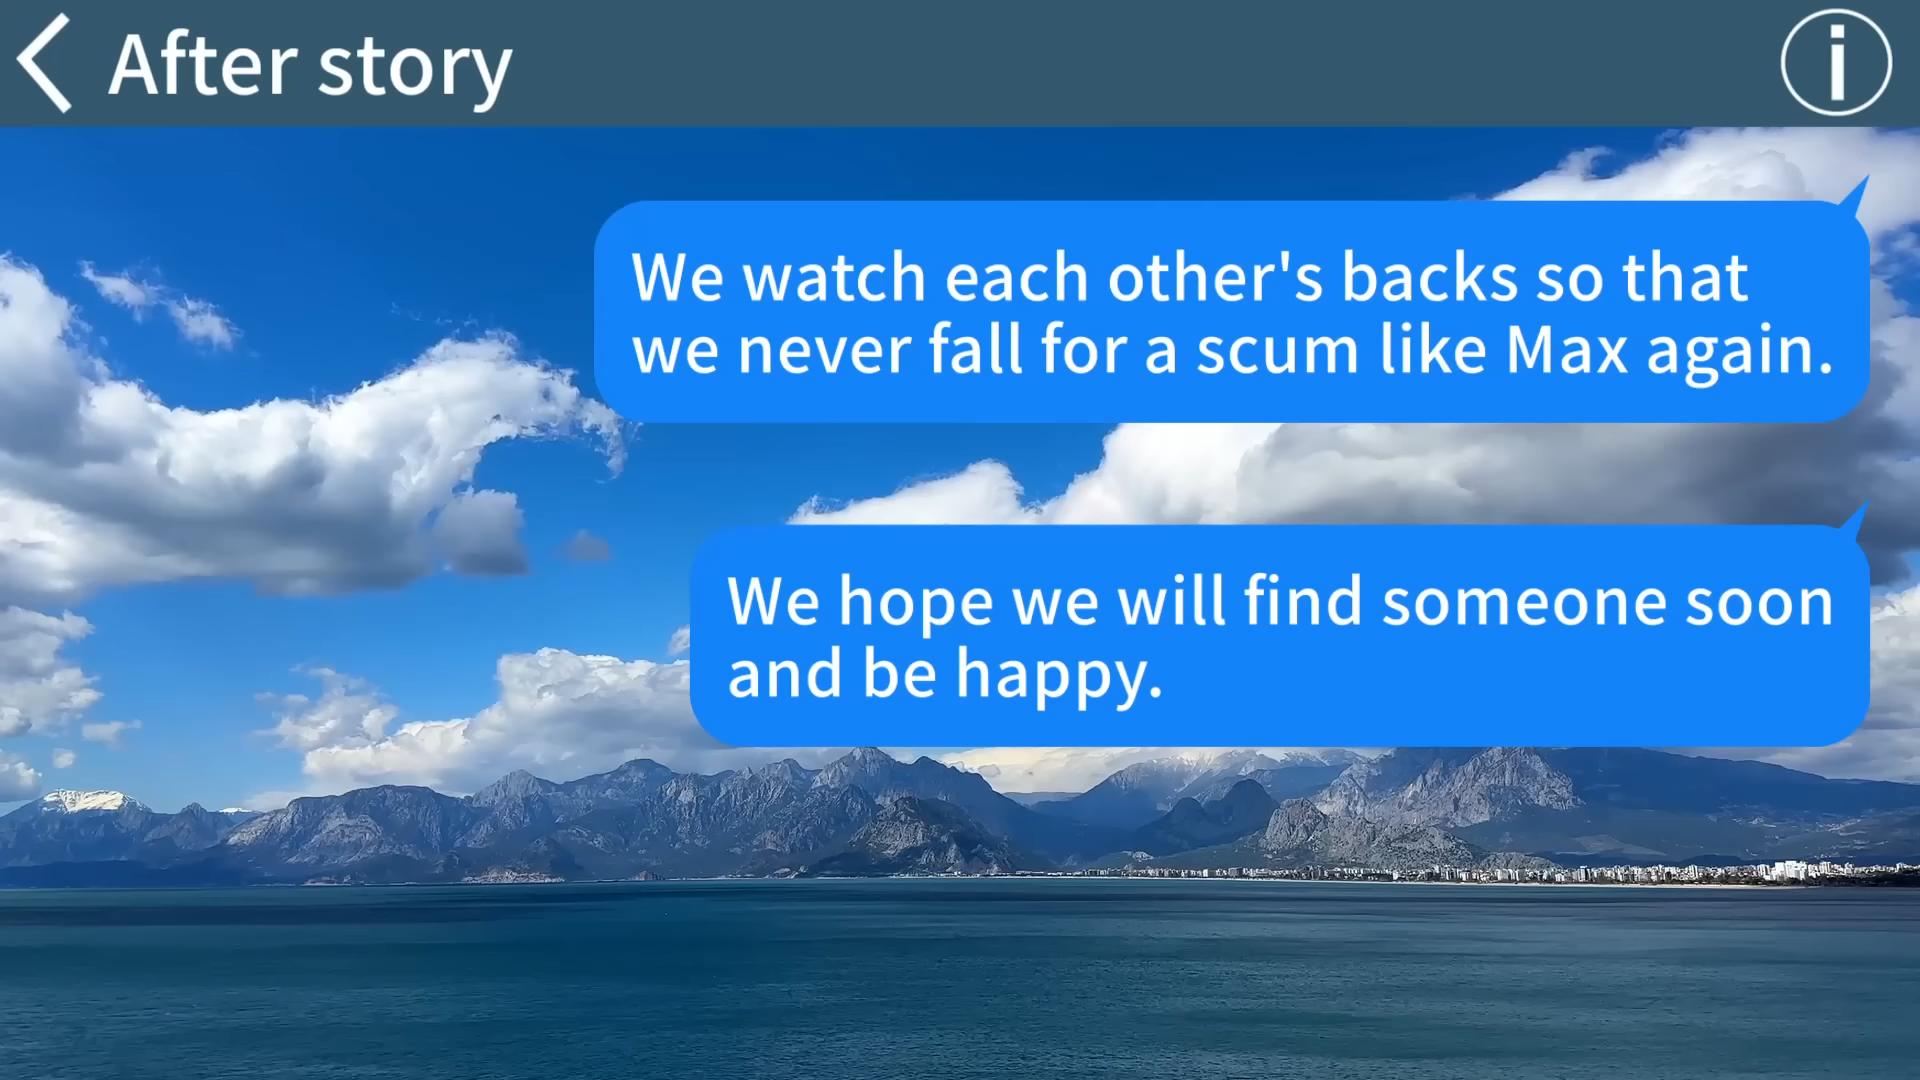 After story
We watch each other's backs so that
we never fall for a scum like Max again.
We hope we will find someone soon
and be happy.